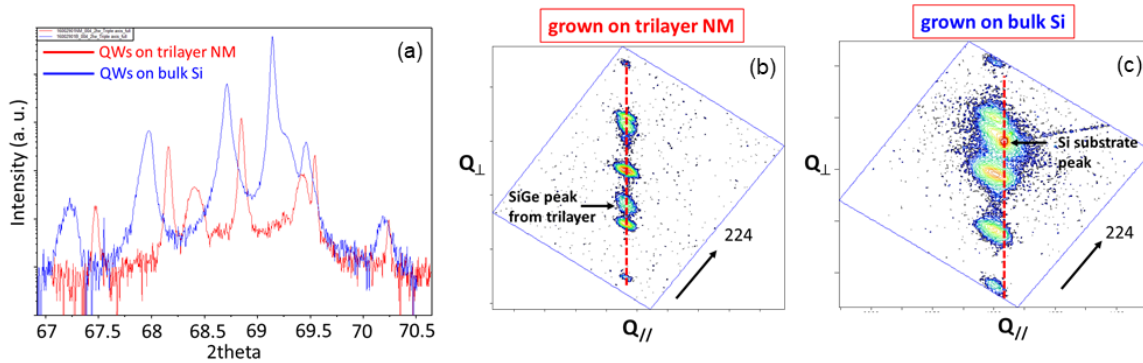 (a)
QWs on trilayer NM
QWs on bulk Si
Intensity (a. u.)
67 67.5 68 68.5 69 69.5 70 70.5
2theta
grown on trilayer NM
(b)
Q⊥
SiGe peak
from trilayer
224
Q//
grown on bulk Si
(c)
Q⊥
Si substrate
peak
224
Q//